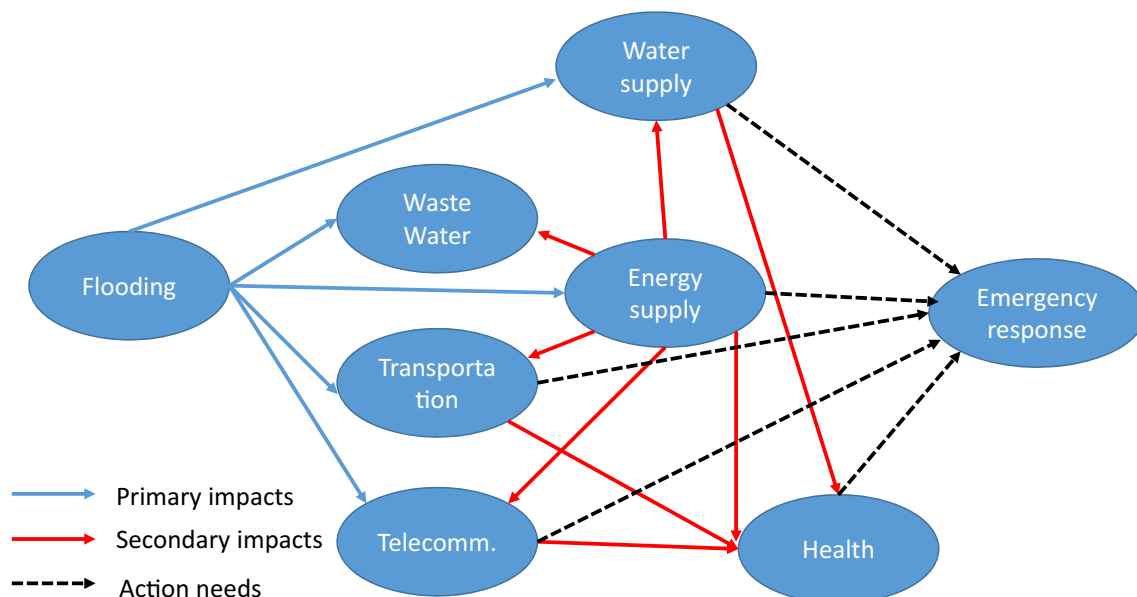 Water
supply
Waste
Water
Flooding
Energy
supply
Emergency
response
Transporta
tion
Primary impacts
Secondary impacts
Telecomm.
Health
Action needs